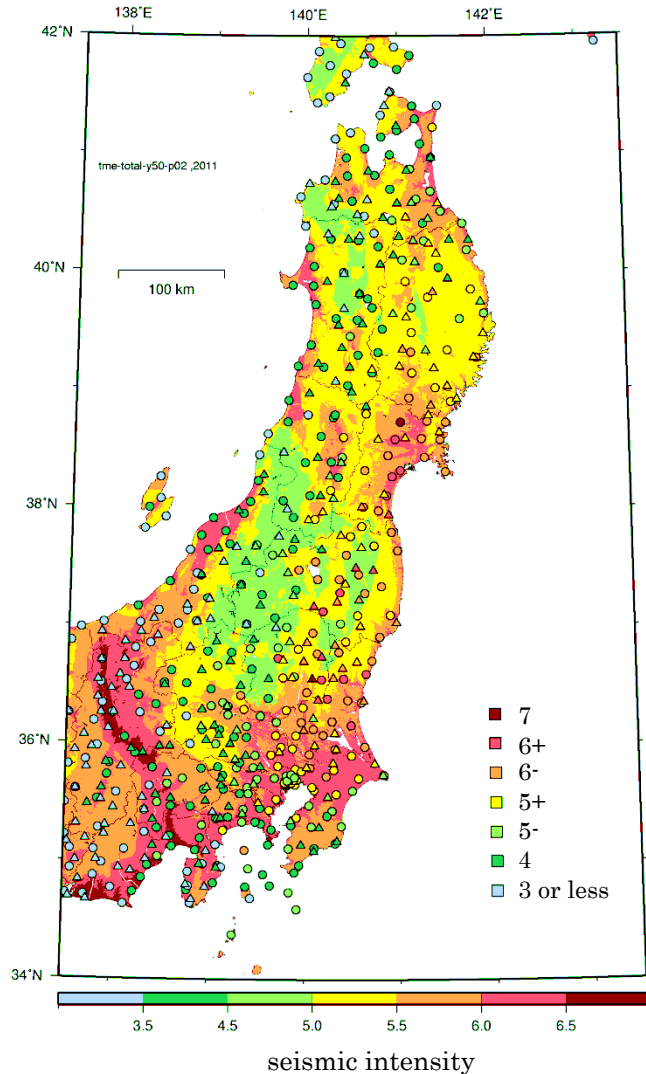 138°E 140°E 142°E
42°N
tme-total-y50-p02 ,2011
40°N
100 km
38°N
7
6+
36°N
6-
5+
5-
4
3 or less
34°N
3.5 4.5 5.0 5.5 6.0 6.5
seismic intensity